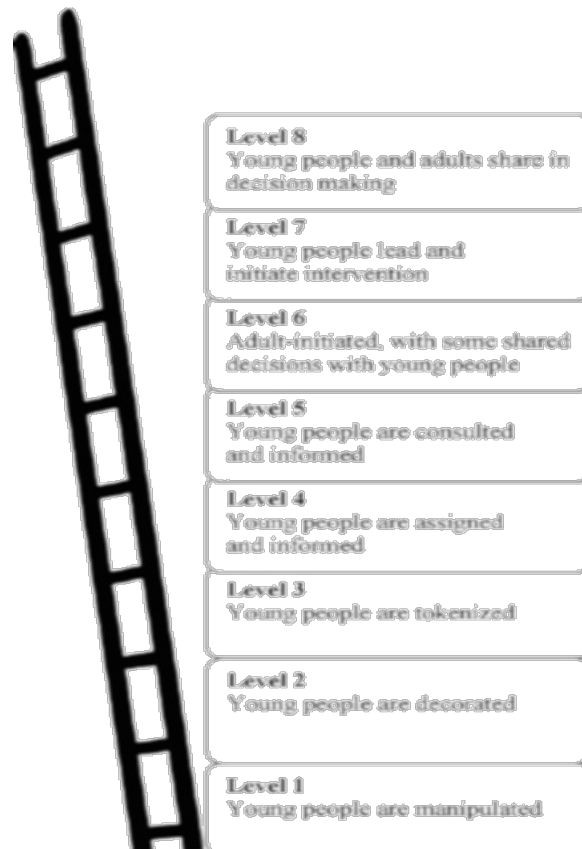 Level 8
Young people and adults share in
decision making
Level 7
Young people lead and
initiate intervention
Level 6
Adult-initiated, with some shared
decisions with young people
Level 5
Young people are consulted
and informed
Level 4
Young people are assigned
and informed
Level 3
Young people are tokenized
Level 2
Young people are decorated
Level 1
Young people are manipulated